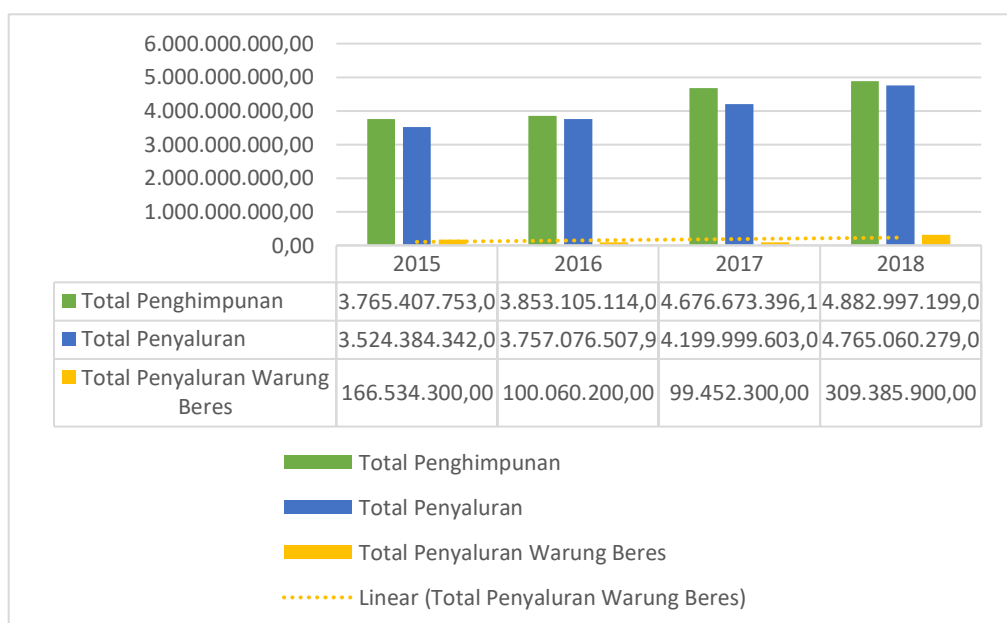 6.000.000.000,00
5.000.000.000,00
4.000.000.000,00
3.000.000.000,00
2.000.000.000,00
1.000.000.000,00
0,00
2015 2016 2017 2018
Total Penghimpunan 3.765.407.753,0 3.853.105.114,0 4.676.673.396,1 4.882.997.199,0
Total Penyaluran 3.524.384.342,0 3.757.076.507,9 4.199.999.603,0 4.765.060.279,0
Total Penyaluran Warung
Beres 166.534.300,00 100.060.200,00 99.452.300,00 309.385.900,00
Total Penghimpunan
Total Penyaluran
Total Penyaluran Warung Beres
Linear (Total Penyaluran Warung Beres)